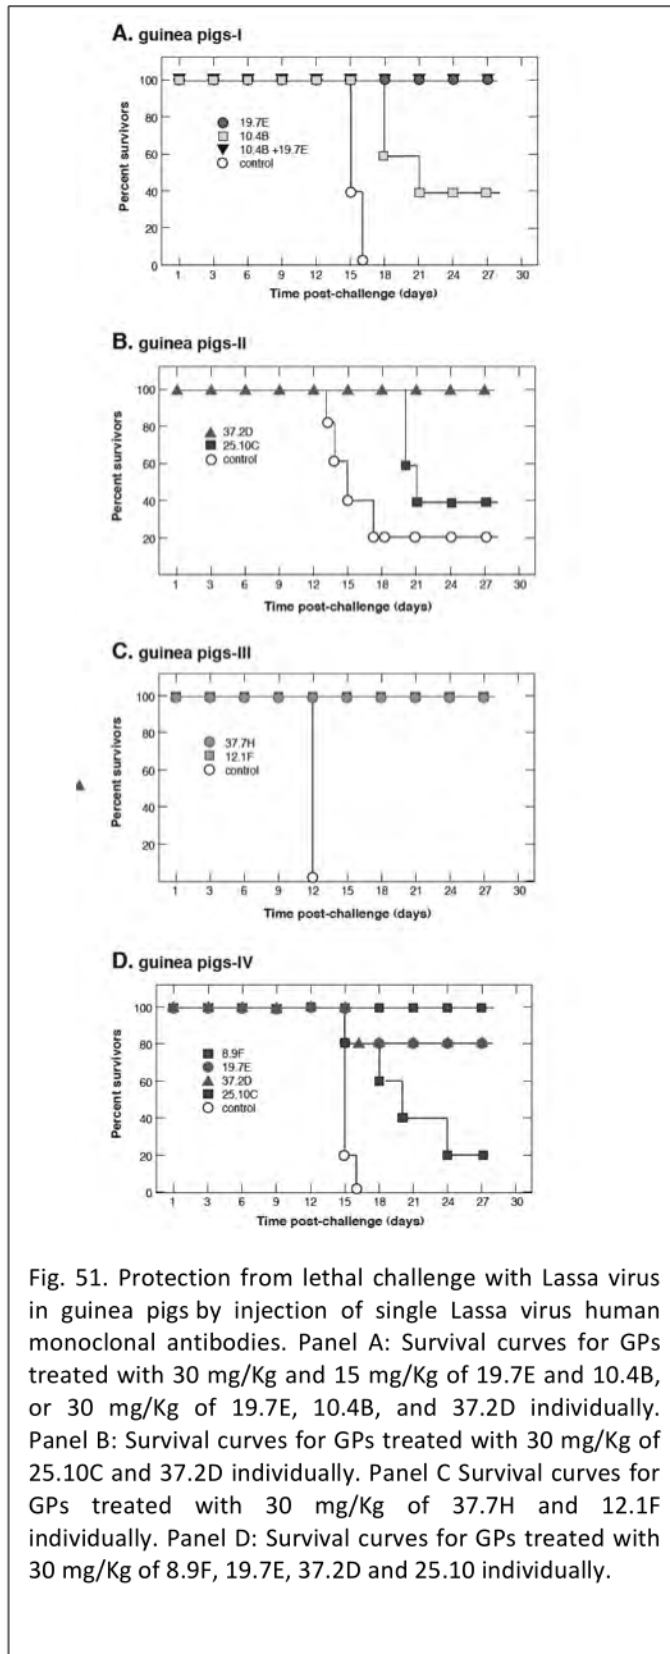 A. guinea pigs-I
Percent survivors
100
80
60
40
20
0
19.7E
10.4B
10.4B +19.7E
control
1 3 6 9 12 15 18 21 24 27 30
Time post-challenge (days)
B. guinea pigs-II
Percent survivors
100
80
60
40
20
37.2D
25.10C
control
1 3 6 9 12 15 18 21 24 27 30
Time post-challenge (days)
C. guinea pigs-III
Percent survivors
100
80
60
40
20
37.7H
12.1F
control
1 3 6 9 12 15 18 21 24 27 30
Time post-challenge (days)
D. guinea pigs-IV
Percent survivors
100
80
60
40
20
0
8.9F
19.7E
37.2D
25.10C
control
1 3 6 9 12 15 18 21 24 27 30
Time post-challenge (days)
Fig. 51. Protection from lethal challenge with Lassa virus
in guinea pigs by injection of single Lassa virus human
monoclonal antibodies. Panel A: Survival curves for GPs
treated with 30 mg/Kg and 15 mg/Kg of 19.7E and 10.4B,
or 30 mg/Kg of 19.7E, 10.4B, and 37.2D individually.
Panel B: Survival curves for GPs treated with 30 mg/Kg of
25.10C and 37.2D individually. Panel C Survival curves for
GPs treated with 30 mg/Kg of 37.7H and 12.1F
individually. Panel D: Survival curves for GPs treated with
30 mg/Kg of 8.9F, 19.7E, 37.2D and 25.10 individually.